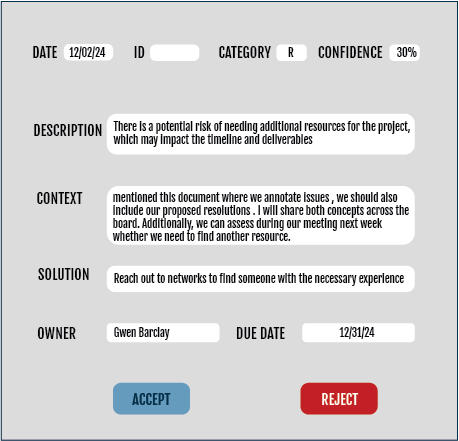 DATE 12/02/24 ID CATEGORY R CONFIDENCE 30%
DESCRIPTION There is a potential risk of needing additional resources for the project,
which may impact the timeline and deliverables
CONTEXT mentioned this document where we annotate issues , we should also
include our proposed resolutions . I will share both concepts across the
board. Additionally, we can assess during our meeting next week
whether we need to find another resource.
SOLUTION Reach out to networks to find someone with the necessary experience
OWNER Gwen Barclay DUE DATE 12/31/24
ACCEPT REJECT